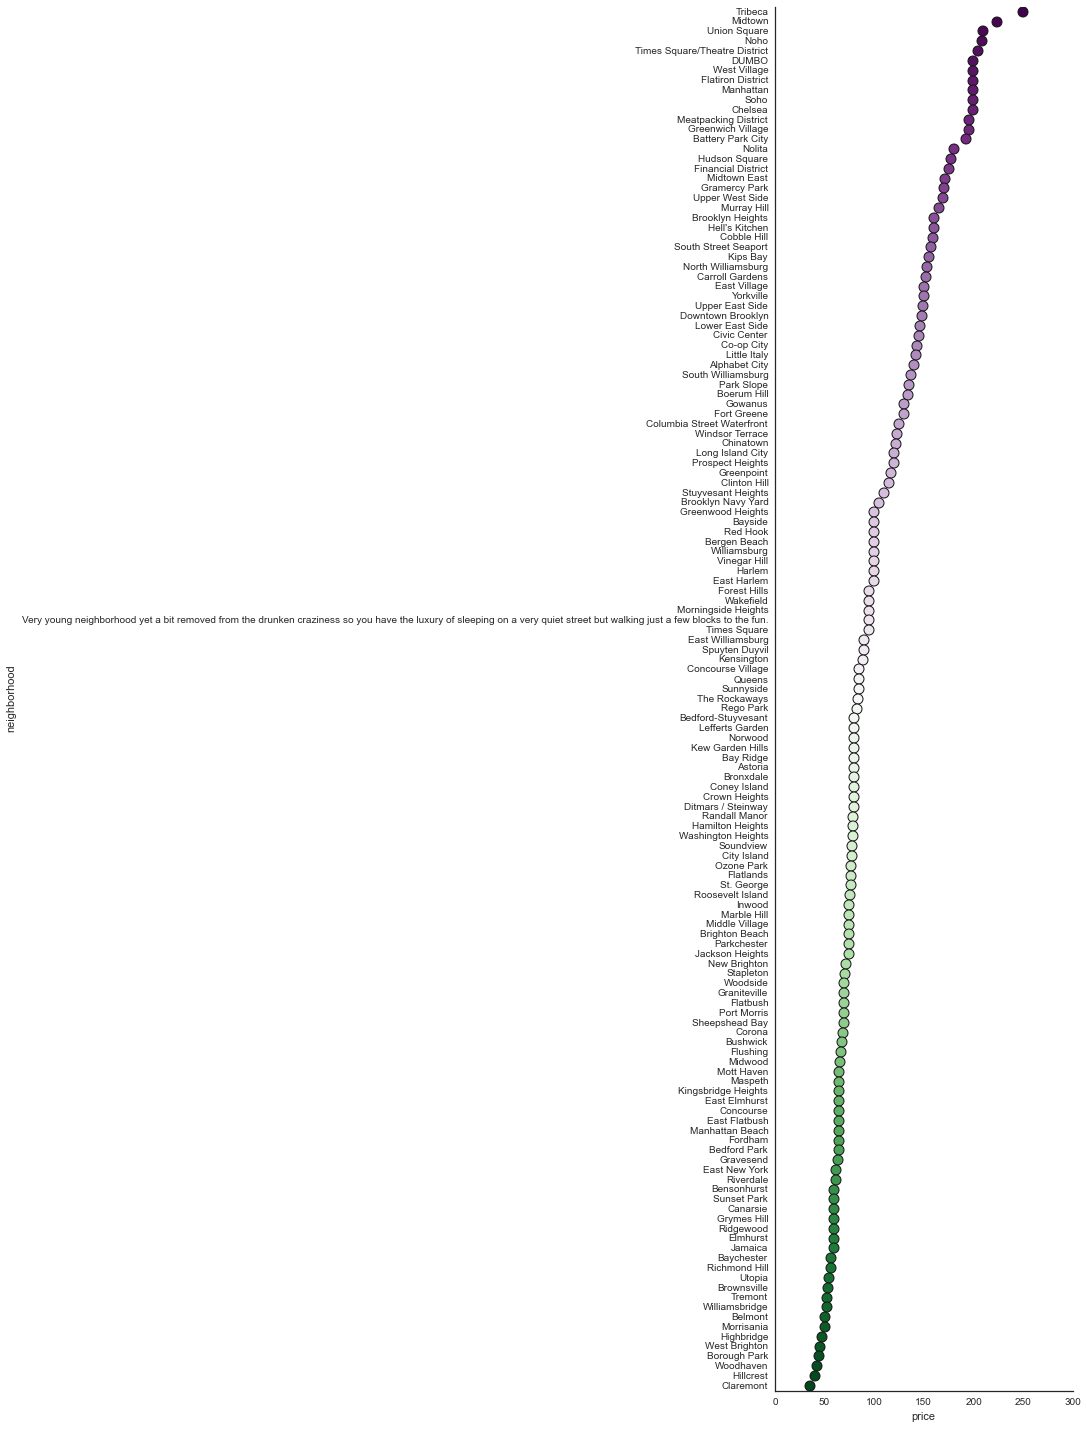 Tribeca
Midtown
Union Square
Noho
Times Square/Theatre District
DUMBO
West Village
Flatiron District
Manhattan
Soho
Chelsea
Meatpacking District
Greenwich Village
Battery Park City
Nolita
Hudson Square
Financial District
Midtown East
Gramercy Park
Upper West Side
Murray Hill
Brooklyn Heights
Hell's Kitchen
Cobble Hill
South Street Seaport
Kips Bay
North Williamsburg
Carroll Gardens
East Village
Yorkville
Upper East Side
Downtown Brooklyn
Lower East Side
Civic Center
Co-op City
Little Italy
Alphabet City
South Williamsburg
Park Slope
Boerum Hill
Gowanus
Fort Greene
Columbia Street Waterfront
Windsor Terrace
Chinatown
Long Island City
Prospect Heights
Greenpoint
Clinton Hill
Stuyvesant Heights
Brooklyn Navy Yard
Greenwood Heights
Bayside
Red Hook
Bergen Beach
Williamsburg
Vinegar Hill
Harlem
East Harlem
Forest Hills
Wakefield
Morningside Heights
Very young neighborhood yet a bit removed from the drunken craziness so you have the luxury of sleeping on a very quiet street but walking just a few blocks to the fun.
Times Square
East Williamsburg
Spuyten Duyvil
Kensington
Concourse Village
Queens
Sunnyside
The Rockaways
Rego Park
Bedford-Stuyvesant
Lefferts Garden
Norwood
Kew Garden Hills
Bay Ridge
Astoria
Bronxdale
Coney Island
Crown Heights
Ditmars / Steinway
Randall Manor
Hamilton Heights
Washington Heights
Soundview
City Island
Ozone Park
Flatlands
St. George
Roosevelt Island
Inwood
Marble Hill
Middle Village
Brighton Beach
Parkchester
Jackson Heights
New Brighton
Stapleton
Woodside
Graniteville
Flatbush
Port Morris
Sheepshead Bay
Corona
Bushwick
Flushing
Midwood
Mott Haven
Maspeth
Kingsbridge Heights
East Elmhurst
Concourse
East Flatbush
Manhattan Beach
Fordham
Bedford Park
Gravesend
East New York
Riverdale
Bensonhurst
Sunset Park
Canarsie
Grymes Hill
Ridgewood
Elmhurst
Jamaica
Baychester
Richmond Hill
Utopia
Brownsville
Tremont
Williamsbridge
Belmont
Morrisania
Highbridge
West Brighton
Borough Park
Woodhaven
Hillcrest
Claremont
neighborhood
0 50 100 150 200 250 300
price